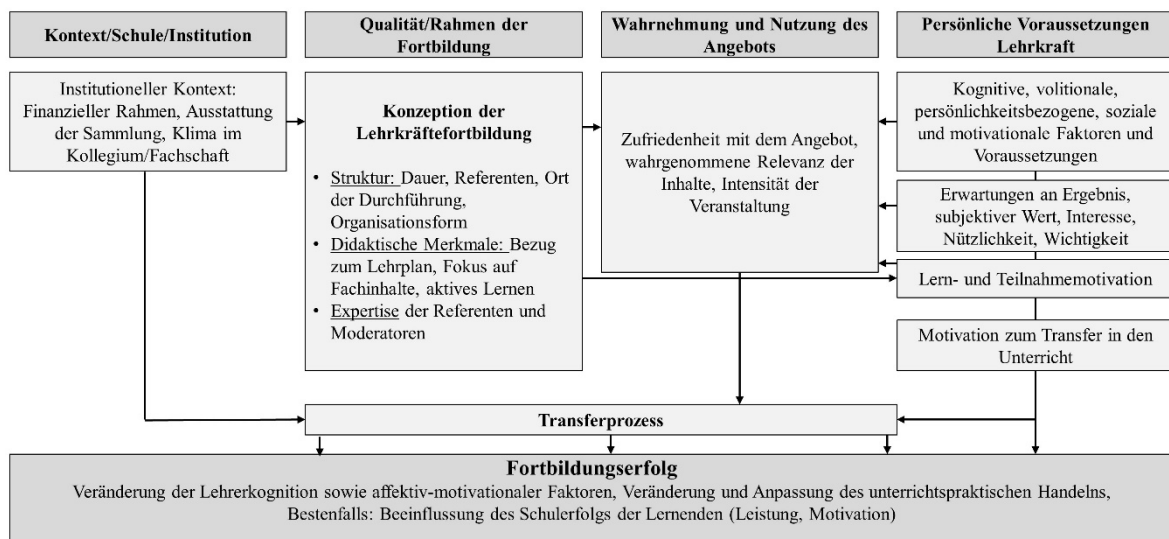 Kontext/Schule/Institution
Qualität/Rahmen der
Fortbildung
Wahrnehmung und Nutzung des
Angebots
Persönliche Voraussetzungen
Lehrkraft
Institutioneller Kontext:
Finanzieller Rahmen, Ausstattung
der Sammlung, Klima im
Kollegium/Fachschaft
Konzeption der
Lehrkräftefortbildung
• Struktur: Dauer, Referenten, Ort
der Durchführung,
Organisationsform
• Didaktische Merkmale: Bezug
zum Lehrplan, Fokus auf
Fachinhalte, aktives Lernen
• Expertise der Referenten und
Moderatoren
Zufriedenheit mit dem Angebot,
wahrgenommene Relevanz der
Inhalte, Intensität der
Veranstaltung
Kognitive, volitionale,
persönlichkeitsbezogene, soziale
und motivationale Faktoren und
Voraussetzungen
Erwartungen an Ergebnis,
subjektiver Wert, Interesse,
Nützlichkeit, Wichtigkeit
Lern- und Teilnahmemotivation
Motivation zum Transfer in den
Unterricht
Transferprozess
Fortbildungserfolg
Veränderung der Lehrerkognition sowie affektiv-motivationaler Faktoren, Veränderung und Anpassung des unterrichtspraktischen Handelns,
Bestenfalls: Beeinflussung des Schulerfolgs der Lernenden (Leistung, Motivation)